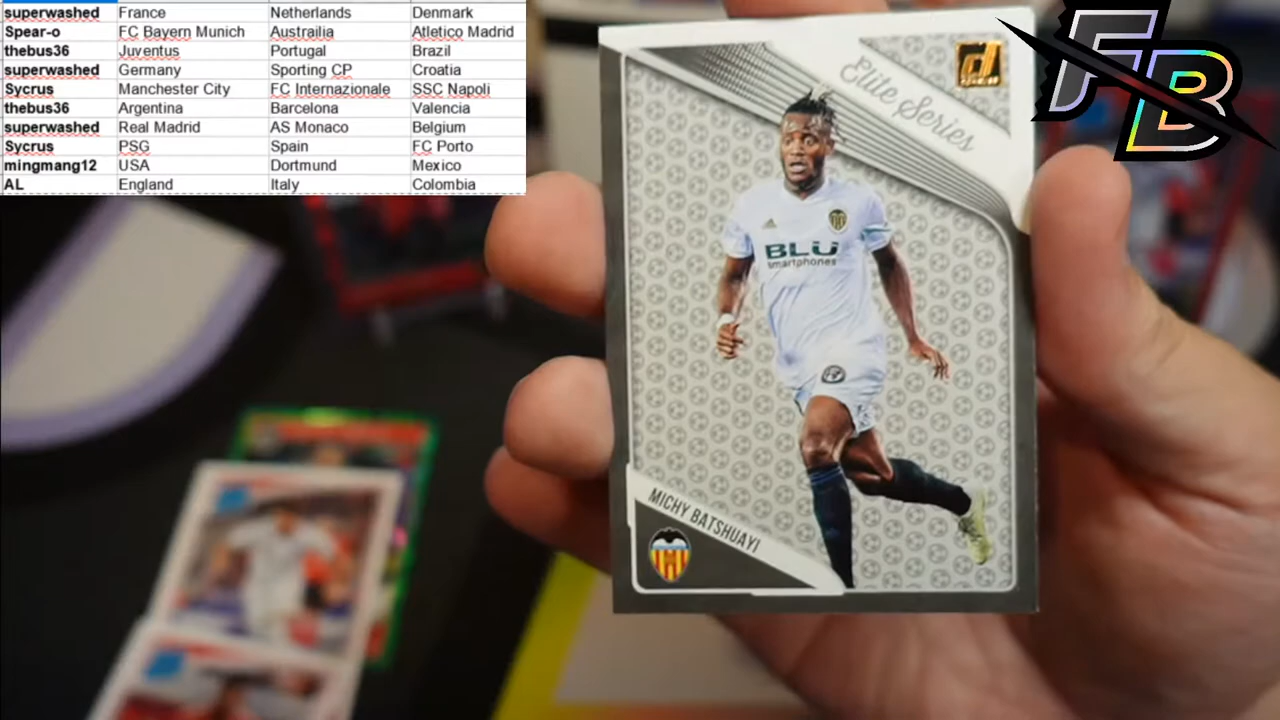 superwashed France Netherlands Denmark
Spear-o FC Bayern Munich Austrailia Atletico Madrid
thebus36 Juventus Portugal Brazil
superwashed Germany Sporting CP Croatia
Sycrus Manchester City FC Internazionale SSC Napoli
thebus36 Argentina Barcelona Valencia
superwashed Real Madrid AS Monaco Belgium
Sycrus PSG Spain FC Porto
mingmang12 USA Dortmund Mexico
AL England Italy Colombia
FB
Elite Series
BLU
smartphones
MICHY BATSHUAYI